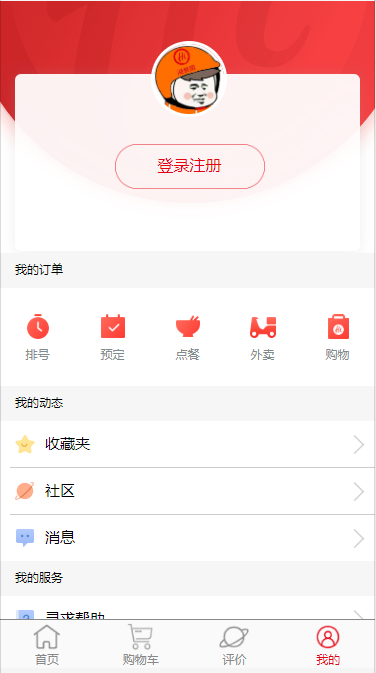 登录注册
我的订单
排号 预定 点餐 外卖 购物
我的动态
收藏夹
社区
消息
我的服务
寻求帮助
首页 购物车 评价 我的